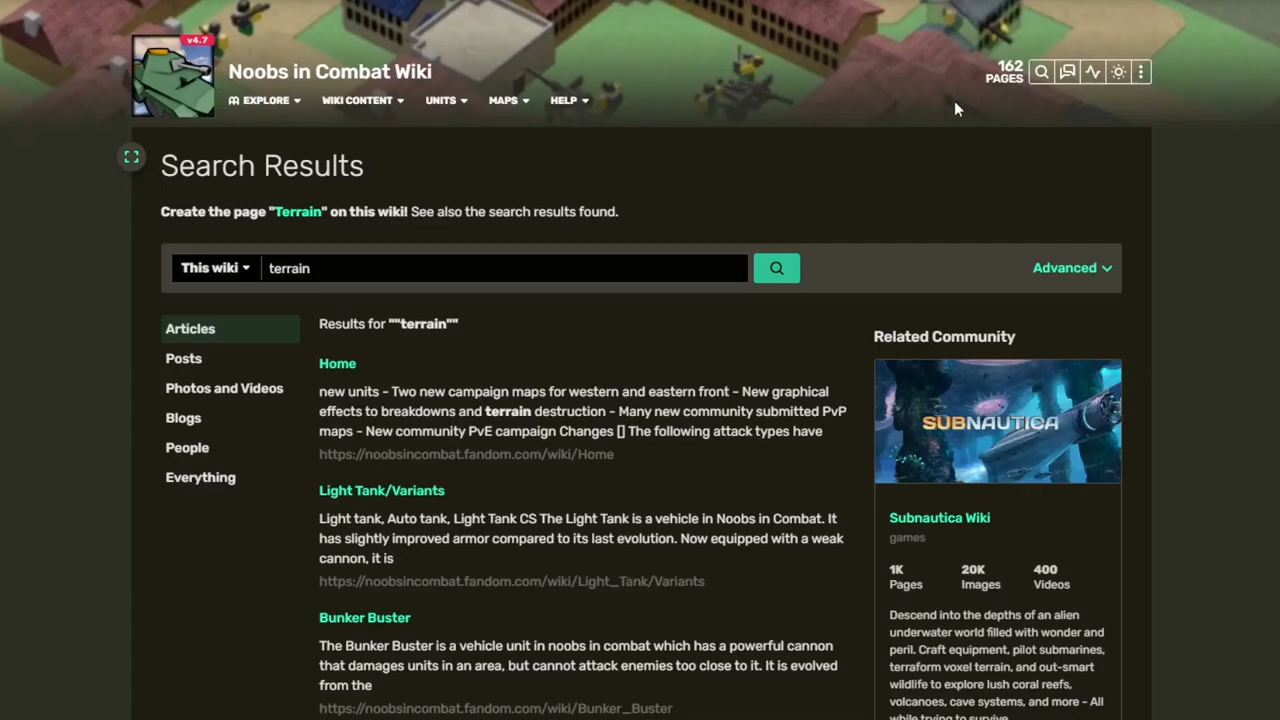 v4.7
Noobs in Combat Wiki
EXPLORE
WIKI CONTENT
UNITS
MAPS
HELP
162
PAGES
Search Results
Create the page "Terrain" on this wiki! See also the search results found.
This wiki
terrain
Advanced
Articles
Posts
Photos and Videos
Blogs
People
Everything
Results for ""terrain""
Home
new units - Two new campaign maps for western and eastern front - New graphical
effects to breakdowns and terrain destruction - Many new community submitted PvP
maps - New community PvE campaign Changes [] The following attack types have
https://noobsincombat.fandom.com/wiki/Home
Light Tank/Variants
Light tank, Auto tank, Light Tank CS The Light Tank is a vehicle in Noobs in Combat. It
has slightly improved armor compared to its last evolution. Now equipped with a weak
cannon, it is
https://noobsincombat.fandom.com/wiki/Light_Tank/Variants
Bunker Buster
The Bunker Buster is a vehicle unit in noobs in combat which has a powerful cannon
that damages units in an area, but cannot attack enemies too close to it. It is evolved
from the
https://noobsincombat.fandom.com/wiki/Bunker_Buster
Related Community
SUBNAUTICA
Subnautica Wiki
games
1K
Pages
20K
Images
400
Videos
Descend into the depths of an alien
underwater world filled with wonder and
peril. Craft equipment, pilot submarines,
terraform voxel terrain, and out-smart
wildlife to explore lush coral reefs,
volcanoes, cave systems, and more - All
while trying to survive